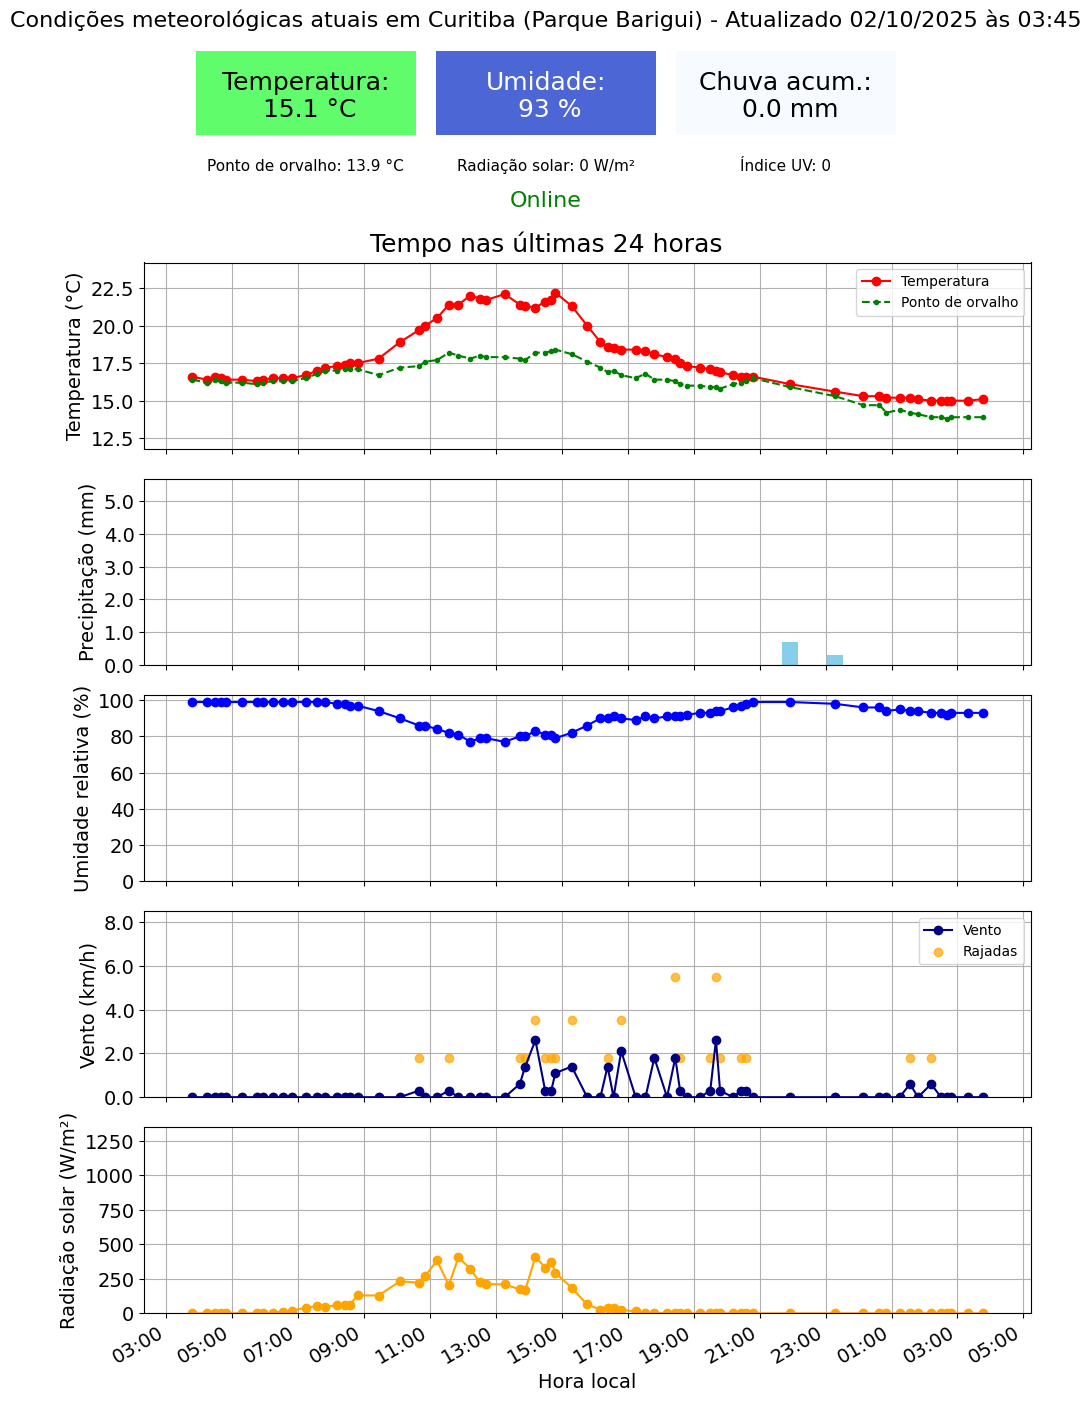 Condições meteorológicas atuais em Curitiba (Parque Barigui) - Atualizado 02/10/2025 às 03:45
Temperatura:
15.1 °C
Umidade:
93 %
Chuva acum.:
0.0 mm
Ponto de orvalho: 13.9 °C
Radiação solar: 0 W/m²
Índice UV: 0
Online
Tempo nas últimas 24 horas
Temperatura (°C)
22.5
20.0
17.5
15.0
12.5
Temperatura
Ponto de orvalho
Precipitação (mm)
5.0
4.0
3.0
2.0
1.0
0.0
Umidade relativa (%)
100
80
60
40
20
0
Vento (km/h)
8.0
6.0
4.0
2.0
0.0
Vento
Rajadas
Radiação solar (W/m²)
1250
1000
750
500
250
0
03:00
05:00
07:00
09:00
11:00
13:00
15:00
17:00
19:00
21:00
23:00
01:00
03:00
05:00
Hora local